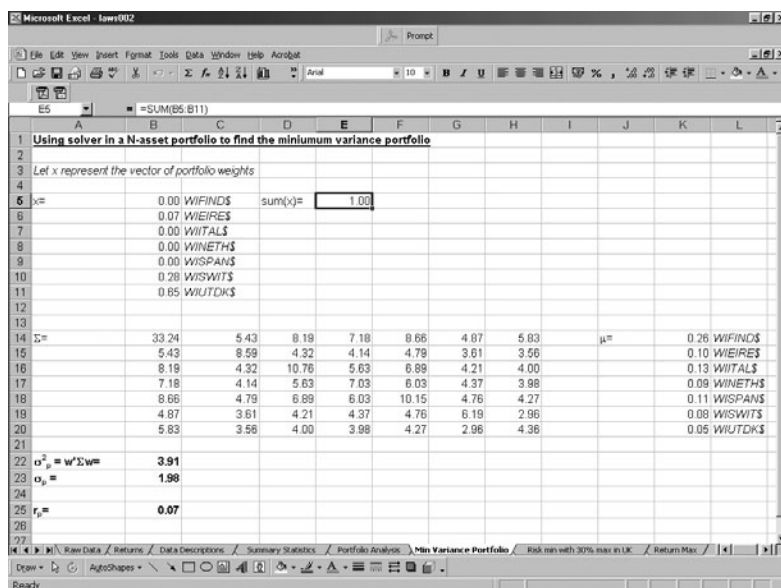 Microsoft Excel - laws002
Prompt
File Edit View Insert Format Tools Data Window Help Acrobat
Arial 10 B I U
E5 = =SUM(B5:B11)
A B C D E F G H I J K L
1 Using solver in a N-asset portfolio to find the miniumum variance portfolio
2
3 Let x represent the vector of portfolio weights
4
5 x= 0.00 WIFIND$ sum(x)= 1.00
6 0.07 WIEIRE$
7 0.00 WIITAL$
8 0.00 WINETH$
9 0.00 WISPAN$
10 0.28 WISWIT$
11 0.65 WIUTDK$
12
13
14 Σ= 33.24 5.43 8.19 7.18 8.66 4.87 5.83 μ= 0.26 WIFIND$
15 5.43 8.59 4.32 4.14 4.79 3.61 3.56 0.10 WIEIRE$
16 8.19 4.32 10.76 5.63 6.89 4.21 4.00 0.13 WIITAL$
17 7.18 4.14 5.63 7.03 6.03 4.37 3.98 0.09 WINETH$
18 8.66 4.79 6.89 6.03 10.15 4.76 4.27 0.11 WISPAN$
19 4.87 3.61 4.21 4.37 4.76 6.19 2.96 0.08 WISWIT$
20 5.83 3.56 4.00 3.98 4.27 2.96 4.36 0.05 WIUTDK$
21
22 σ²p = w'Σw= 3.91
23 σp = 1.98
24
25 rp= 0.07
26
27
Raw Data / Returns / Data Descriptions / Summary Statistics / Portfolio Analysis \ Min Variance Portfolio / Risk min with 30% max in UK / Return Max /
Draw AutoShapes
Ready